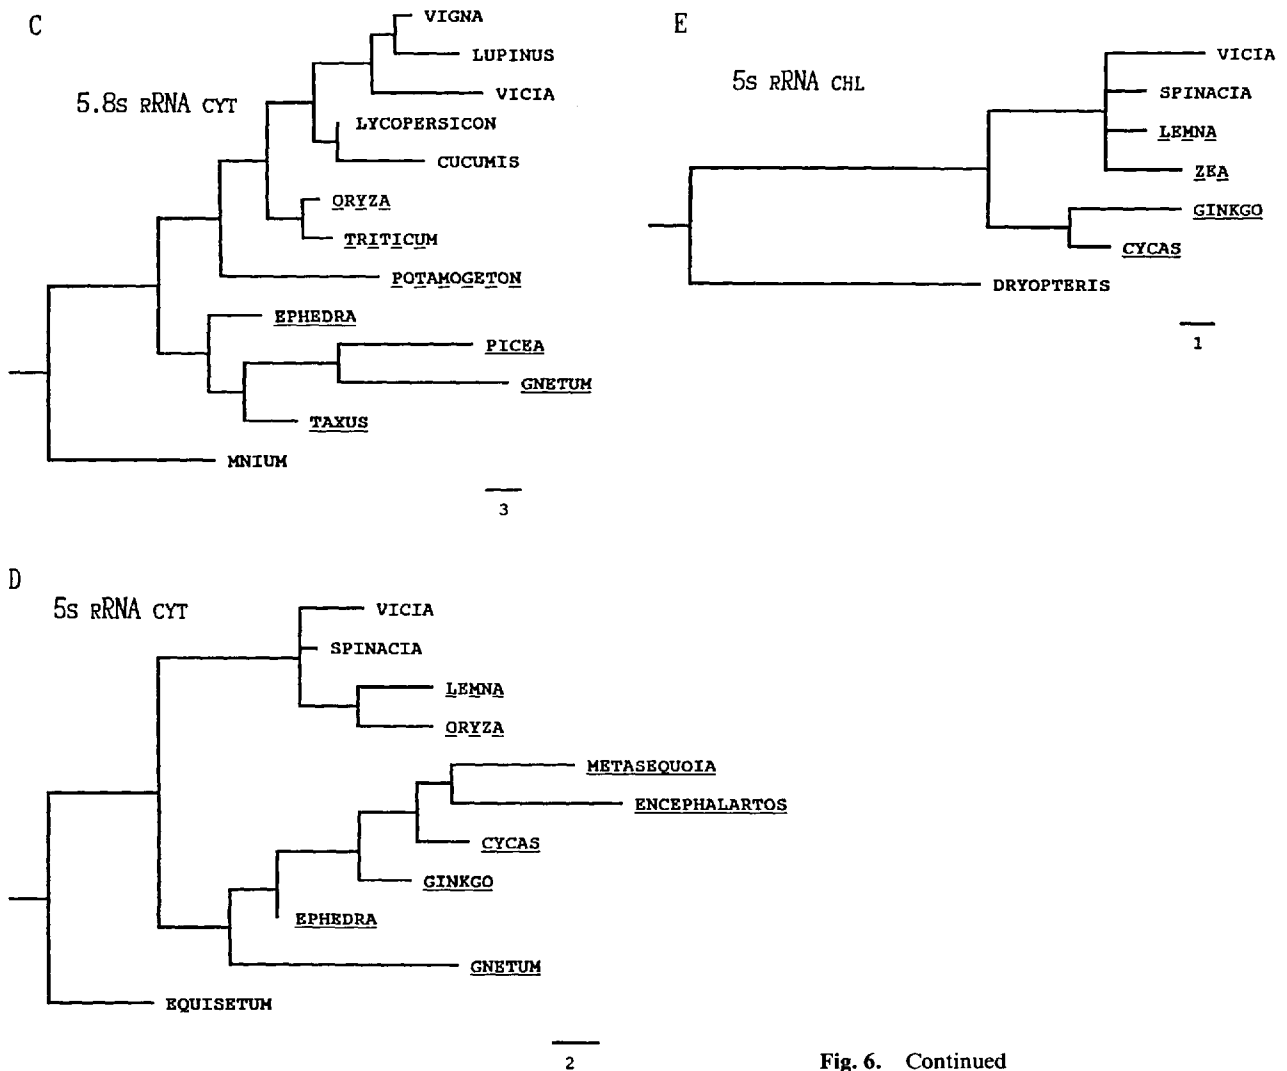 C
5.8s rRNA CYT
VIGNA
LUPINUS
VICIA
LYCOPERSICON
CUCUMIS
ORYZA
TRITICUM
POTAMOGETON
EPHEDRA
PICEA
GNETUM
TAXUS
MNIUM
3
E
5s rRNA CHL
VICIA
SPINACIA
LEMNA
ZEA
GINKGO
CYCAS
DRYOPTERIS
1
D
5s rRNA CYT
VICIA
SPINACIA
LEMNA
ORYZA
METASEQUOIA
ENCEPHALARTOS
CYCAS
GINKGO
EPHEDRA
GNETUM
EQUISETUM
2
Fig. 6. Continued